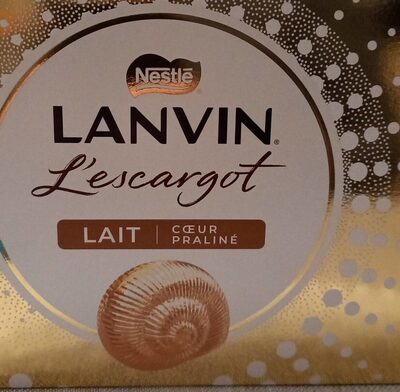 Nestlé
LANVIN®
L'escargot
LAIT | CŒUR
PRALINÉ